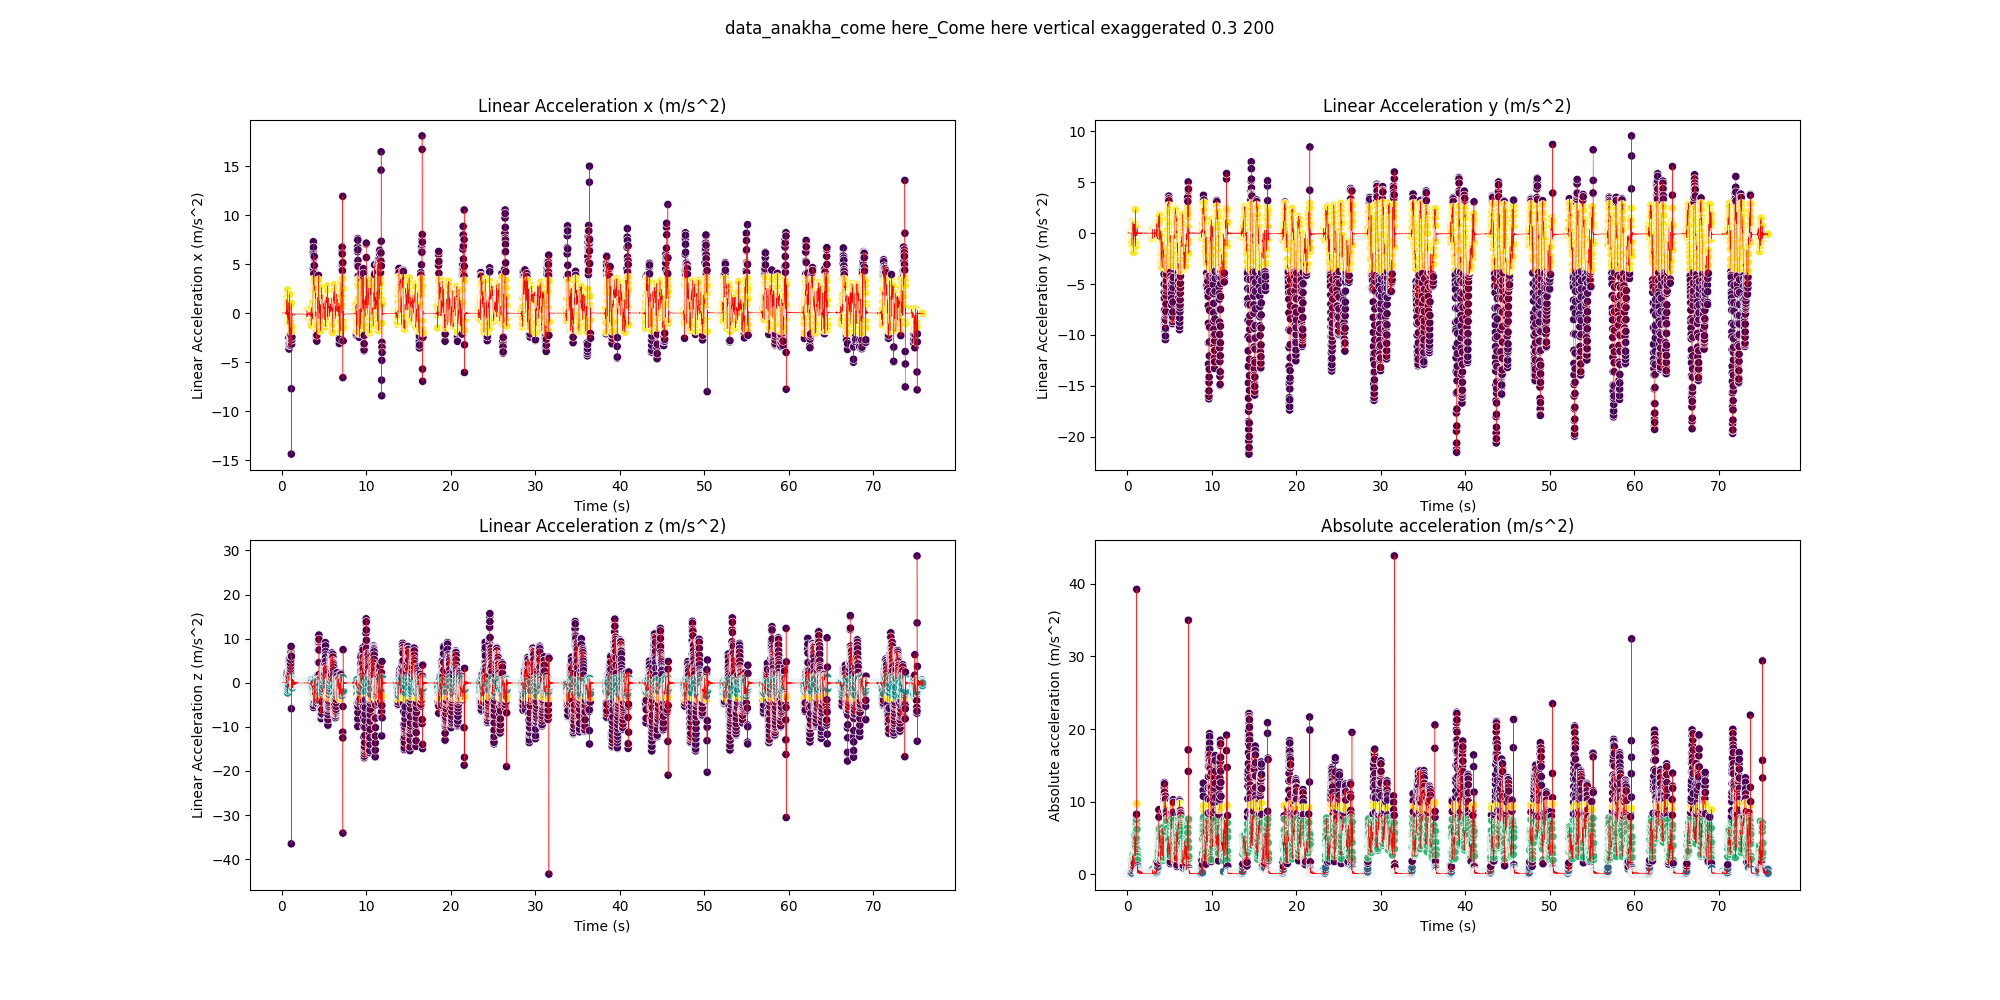 data_anakha_come here_Come here vertical exaggerated 0.3 200
Linear Acceleration x (m/s^2)
Linear Acceleration x (m/s^2)
15
10
5
0
−5
−10
−15
0 10 20 30 40 50 60 70
Time (s)
Linear Acceleration y (m/s^2)
Linear Acceleration y (m/s^2)
10
5
0
−5
−10
−15
−20
0 10 20 30 40 50 60 70
Time (s)
Linear Acceleration z (m/s^2)
Linear Acceleration z (m/s^2)
30
20
10
0
−10
−20
−30
−40
0 10 20 30 40 50 60 70
Time (s)
Absolute acceleration (m/s^2)
Absolute acceleration (m/s^2)
40
30
20
10
0
0 10 20 30 40 50 60 70
Time (s)